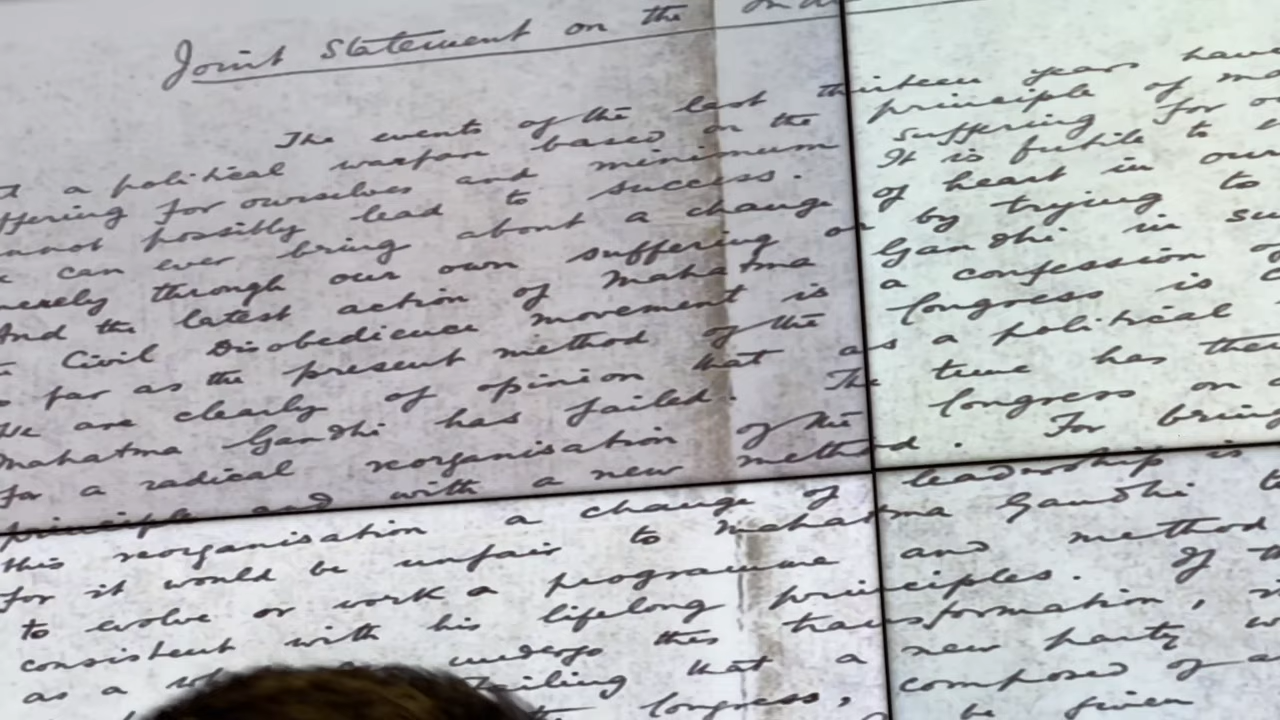 Joint Statement on the
The events of the last thirteen years have
a political warfare based on the principle of
suffering for ourselves and minimum suffering for
cannot possibly lead to success. It is futile to
can ever bring about a change of heart in our
merely through our own suffering or by trying to
And the latest action of Mahatma Gandhi in
Civil Disobedience movement is a confession of
far as the present method of the Congress is
We are clearly of opinion that as a political
Mahatma Gandhi has failed. The time has
for a radical reorganisation of the Congress on
principle and with a new method. For
this reorganisation a change of leadership is
for it would be unfair to Mahatma Gandhi to
to evolve or work a programme and method
consistent with his lifelong principles. If
as a undergo this transformation,
that a new party
Congress, composed of
be given